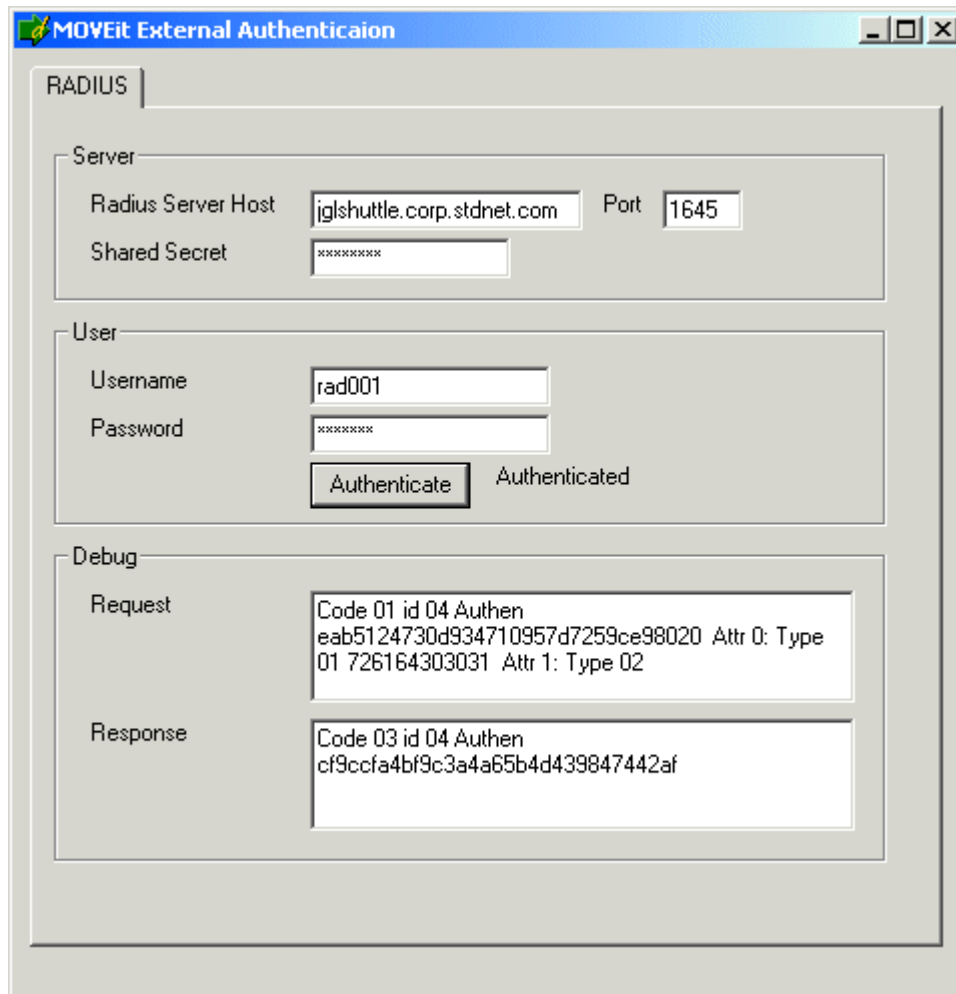 MOVEit External Authenticaion
RADIUS
Server
Radius Server Host jglshuttle.corp.stdnet.com Port 1645
Shared Secret ********
User
Username rad001
Password *******
Authenticate Authenticated
Debug
Request
Code 01 id 04 Authen
eab5124730d934710957d7259ce98020 Attr 0: Type
01 726164303031 Attr 1: Type 02
Response
Code 03 id 04 Authen
cf9ccfa4bf9c3a4a65b4d439847442af